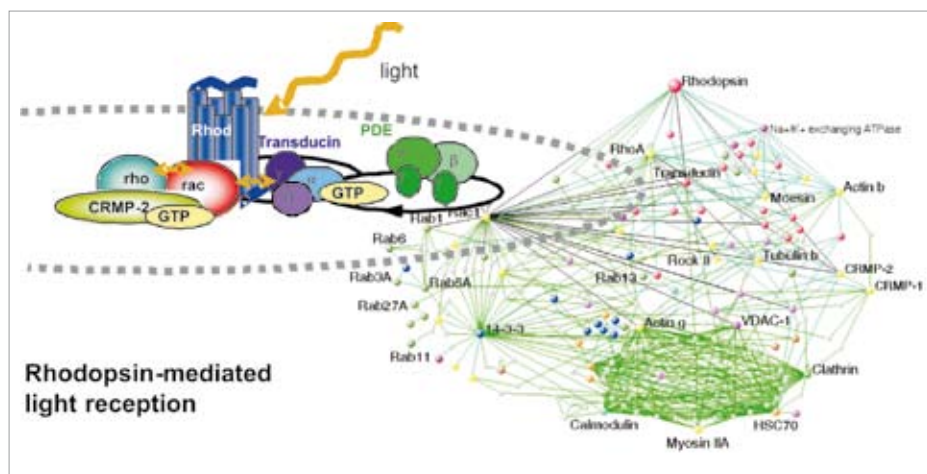 light
Rhod
Transducin
PDE
β
α
rho
rac
GTP
CRMP-2
GTP
Rhodopsin
Na+/K+ exchanging ATPase
RhoA
Transducin
Moesin
Actin b
Rab1
Rac1
Rab6
Rock II
Tubulin b
CRMP-2
Rab3A
Rab8A
Rab13
CRMP-1
Rab27A
14-3-3
Actin g
VDAC-1
Rab11
Clathrin
Calmodulin
HSC70
Myosin IIA
Rhodopsin-mediated
light reception